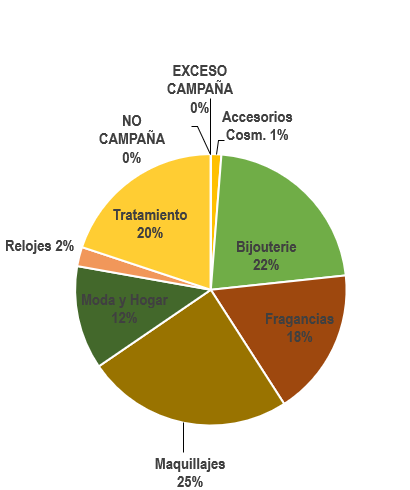 EXCESO
CAMPAÑA
0%
Accesorios
Cosm. 1%
NO
CAMPAÑA
0%
Tratamiento
20%
Bijouterie
22%
Relojes 2%
Moda y Hogar
12%
Fragancias
18%
Maquillajes
25%